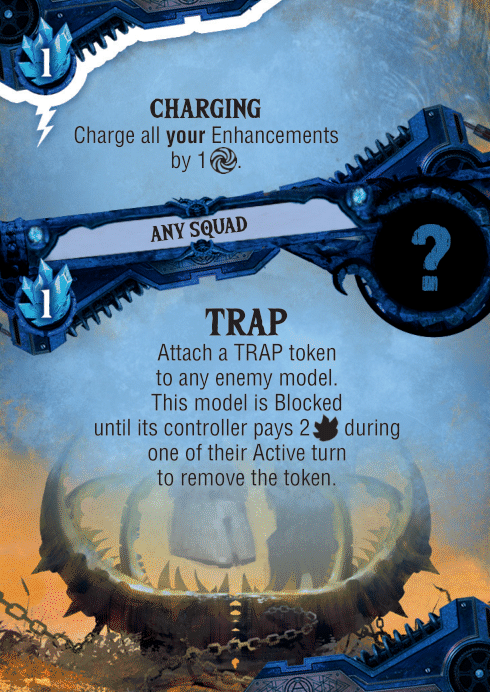 1
CHARGING
Charge all your Enhancements
by 1.
ANY SQUAD
?
1
TRAP
Attach a TRAP token
to any enemy model.
This model is Blocked
until its controller pays 2 during
one of their Active turn
to remove the token.